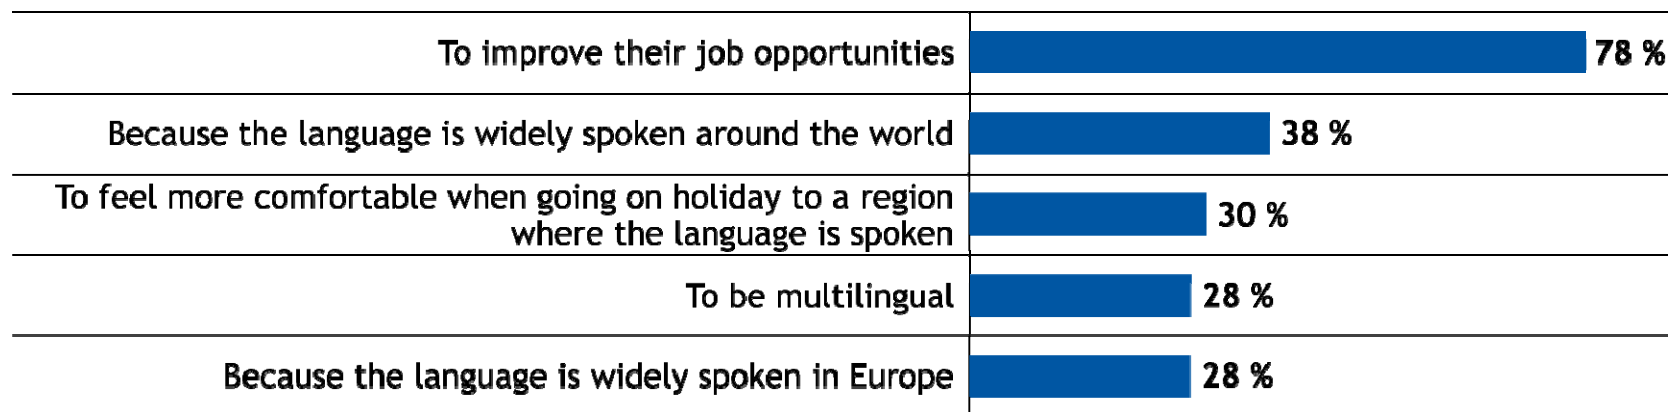 To improve their job opportunities 78 %
Because the language is widely spoken around the world 38 %
To feel more comfortable when going on holiday to a region
where the language is spoken 30 %
To be multilingual 28 %
Because the language is widely spoken in Europe 28 %